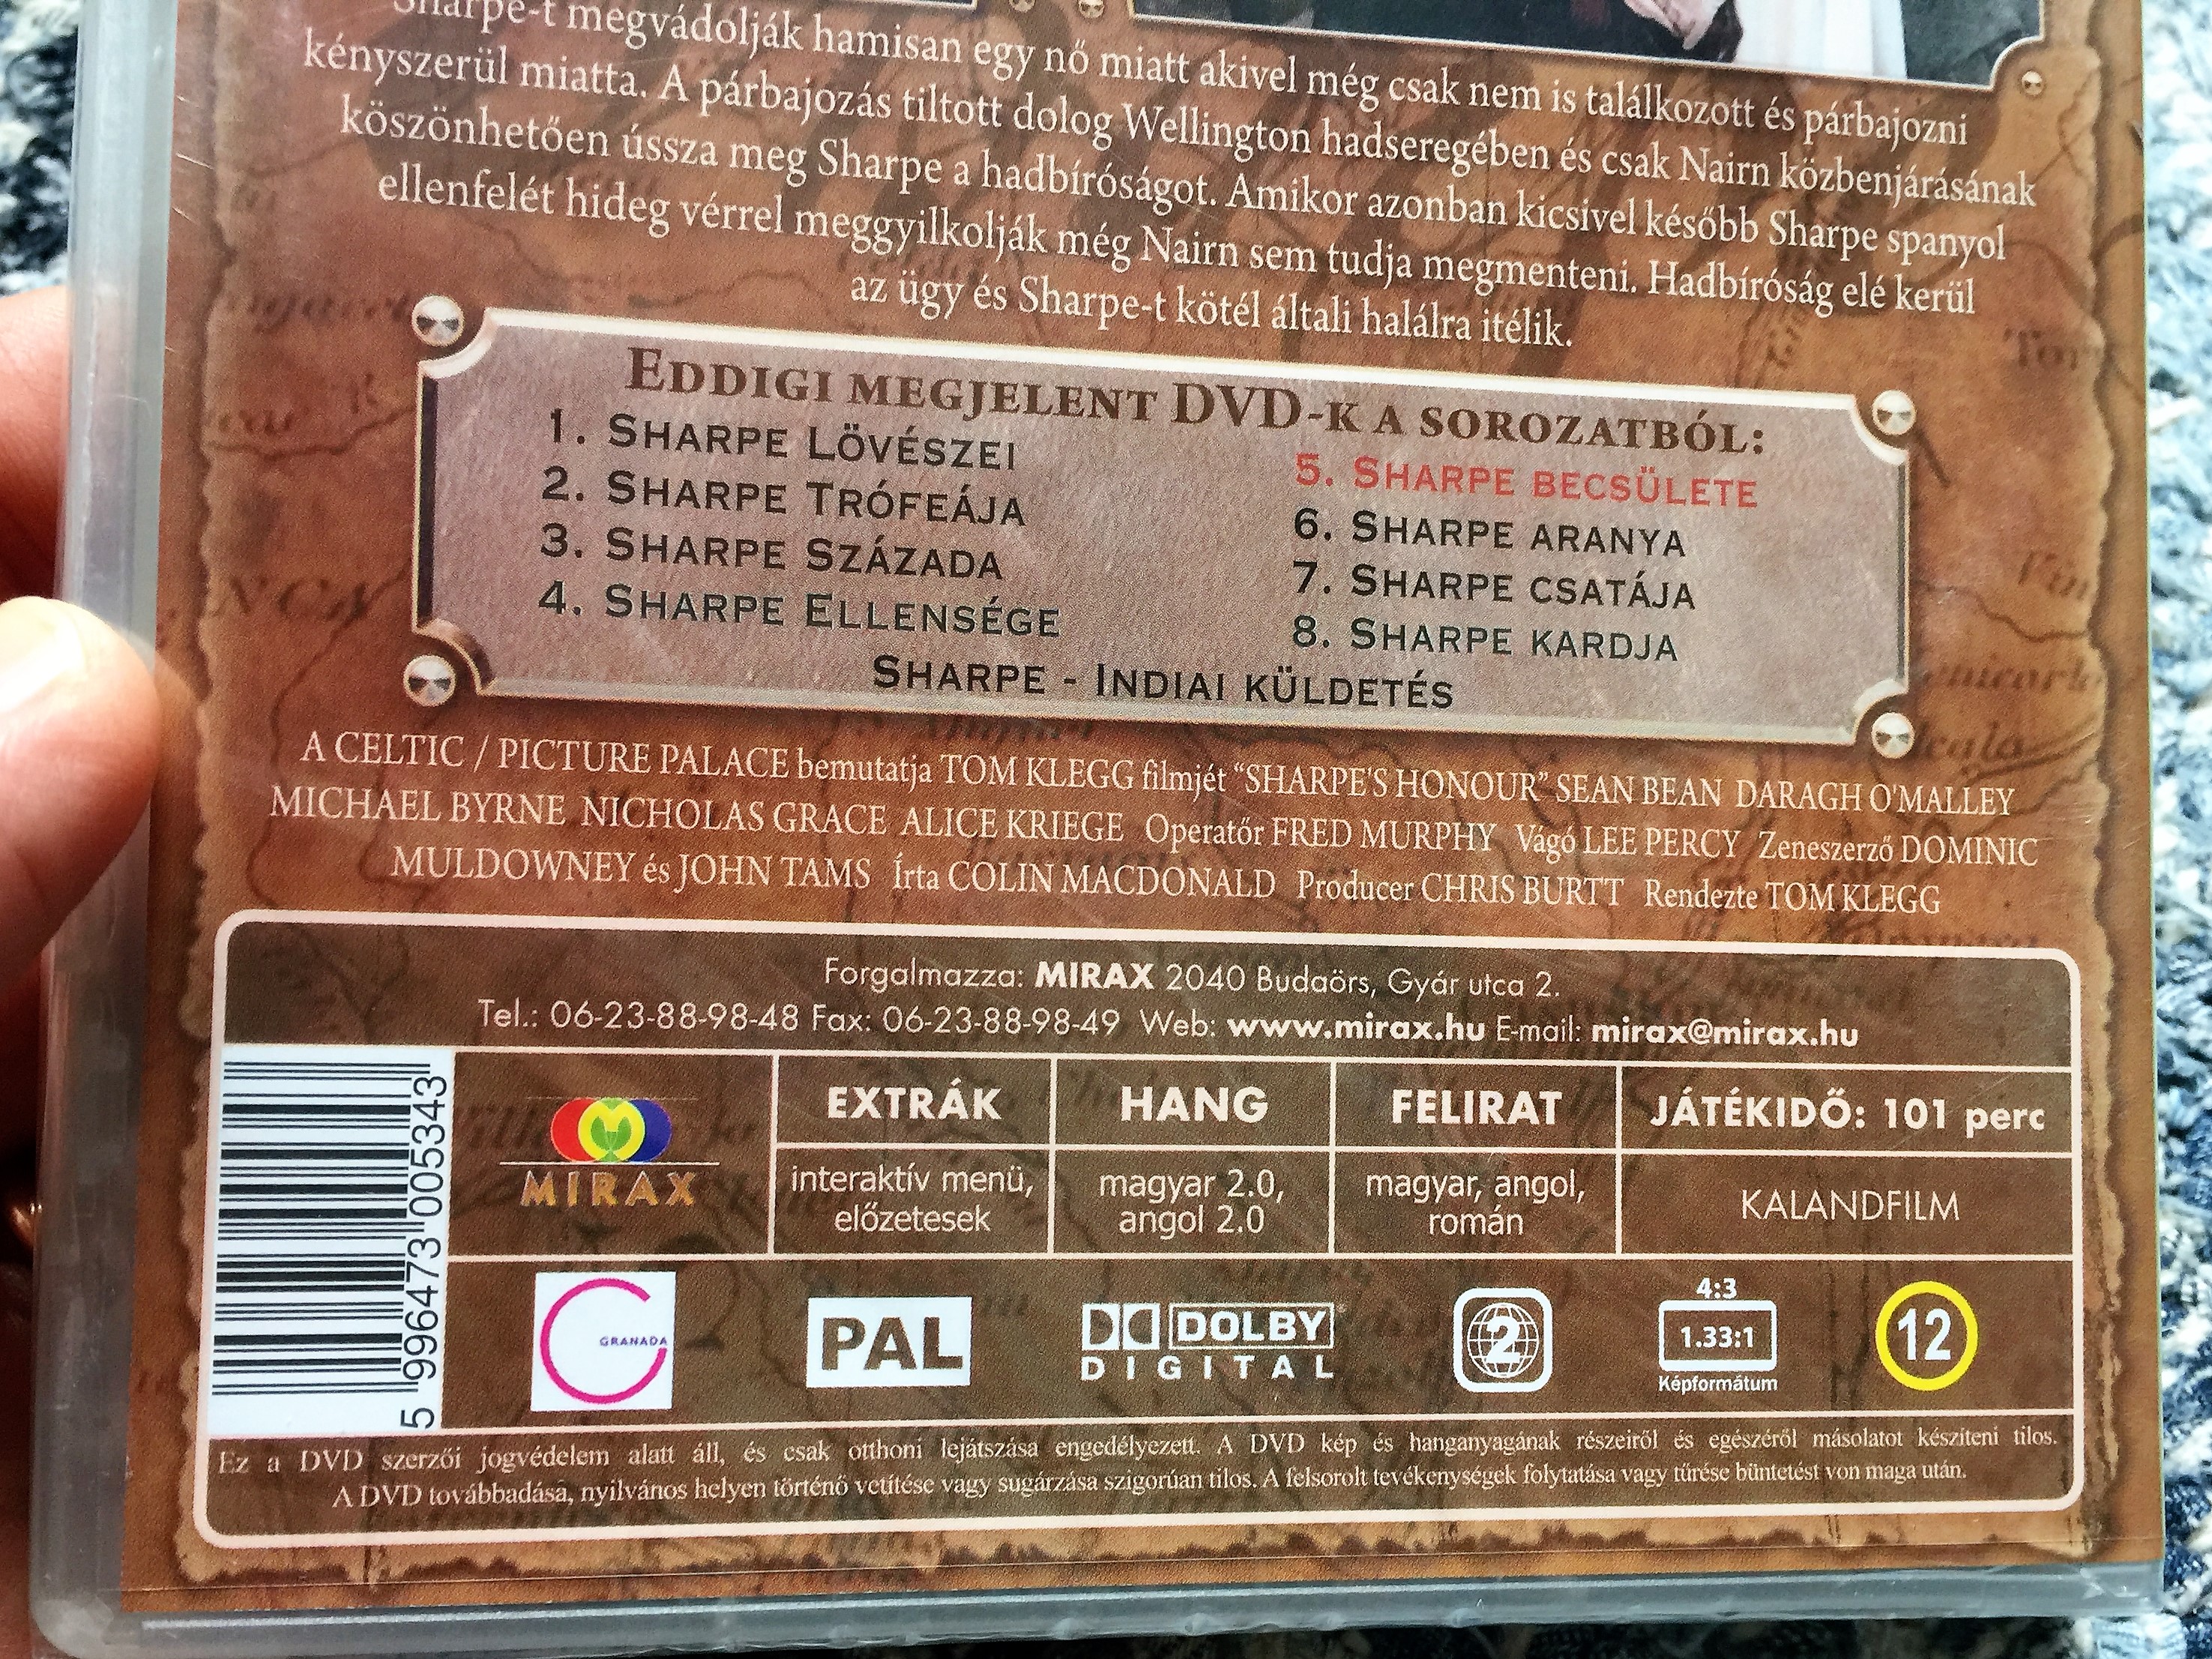 Sharpe-t megvádolják hamisan egy nő miatt akivel még csak nem is találkozott és párbajozni
kényszerül miatta. A párbajozás tiltott dolog Wellington hadseregében és csak Nairn közbenjárásának
köszönhetően ússza meg Sharpe a hadbíróságot. Amikor azonban kicsivel később Sharpe spanyol
ellenfelét hideg vérrel meggyilkolják még Nairn sem tudja megmenteni. Hadbíróság elé kerül
az ügy és Sharpe-t kötél általi halálra itélik.
EDDIGI MEGJELENT DVD-K A SOROZATBÓL:
1. SHARPE LÖVÉSZEI
2. SHARPE TRÓFEÁJA
3. SHARPE SZÁZADA
4. SHARPE ELLENSÉGE
5. SHARPE BECSÜLETE
6. SHARPE ARANYA
7. SHARPE CSATÁJA
8. SHARPE KARDJA
SHARPE - INDIAI KÜLDETÉS
A CELTIC / PICTURE PALACE bemutatja TOM KLEGG filmjét “SHARPE'S HONOUR” SEAN BEAN DARAGH O'MALLEY
MICHAEL BYRNE NICHOLAS GRACE ALICE KRIEGE Operatőr FRED MURPHY Vágó LEE PERCY Zeneszerző DOMINIC
MULDOWNEY és JOHN TAMS Írta COLIN MACDONALD Producer CHRIS BURTT Rendezte TOM KLEGG
Forgalmazza: MIRAX 2040 Budaörs, Gyár utca 2.
Tel.: 06-23-88-98-48 Fax: 06-23-88-98-49 Web: www.mirax.hu E-mail: mirax@mirax.hu
5 996473 005343
MIRAX
EXTRÁK
interaktív menü,
előzetesek
HANG
magyar 2.0,
angol 2.0
FELIRAT
magyar, angol,
román
JÁTÉKIDŐ: 101 perc
KALANDFILM
GRANADA
PAL
DOLBY
DIGITAL
2
4:3
1.33:1
Képformátum
12
Ez a DVD szerzői jogvédelem alatt áll, és csak otthoni lejátszása engedélyezett. A DVD kép és hanganyagának részeiről és egészéről másolatot késziteni tilos.
A DVD továbbadása, nyilvános helyen történő vetítése vagy sugárzása szigorúan tilos. A felsorolt tevékenységek folytatása vagy tűrése büntetést von maga után.